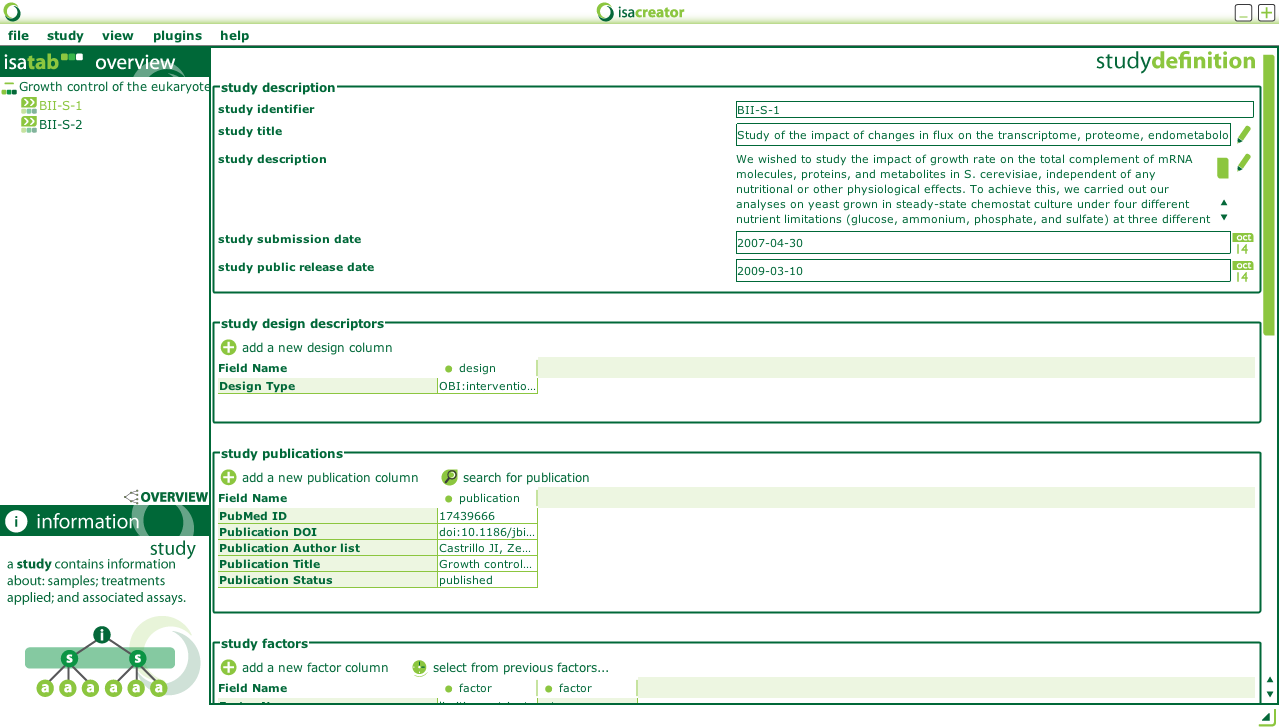 isacreator
file study view plugins help
isatab overview
Growth control of the eukaryote
BII-S-1
BII-S-2
OVERVIEW
i information
study
a study contains information
about: samples; treatments
applied; and associated assays.
i
s s
a a a a a a
studydefinition
study description
study identifier BII-S-1
study title Study of the impact of changes in flux on the transcriptome, proteome, endometabolo
study description We wished to study the impact of growth rate on the total complement of mRNA
molecules, proteins, and metabolites in S. cerevisiae, independent of any
nutritional or other physiological effects. To achieve this, we carried out our
analyses on yeast grown in steady-state chemostat culture under four different
nutrient limitations (glucose, ammonium, phosphate, and sulfate) at three different
study submission date 2007-04-30 oct 14
study public release date 2009-03-10 oct 14
study design descriptors
add a new design column
Field Name design
Design Type OBI:interventio...
study publications
add a new publication column search for publication
Field Name publication
PubMed ID 17439666
Publication DOI doi:10.1186/jbi...
Publication Author list Castrillo JI, Ze...
Publication Title Growth control...
Publication Status published
study factors
add a new factor column select from previous factors...
Field Name factor factor